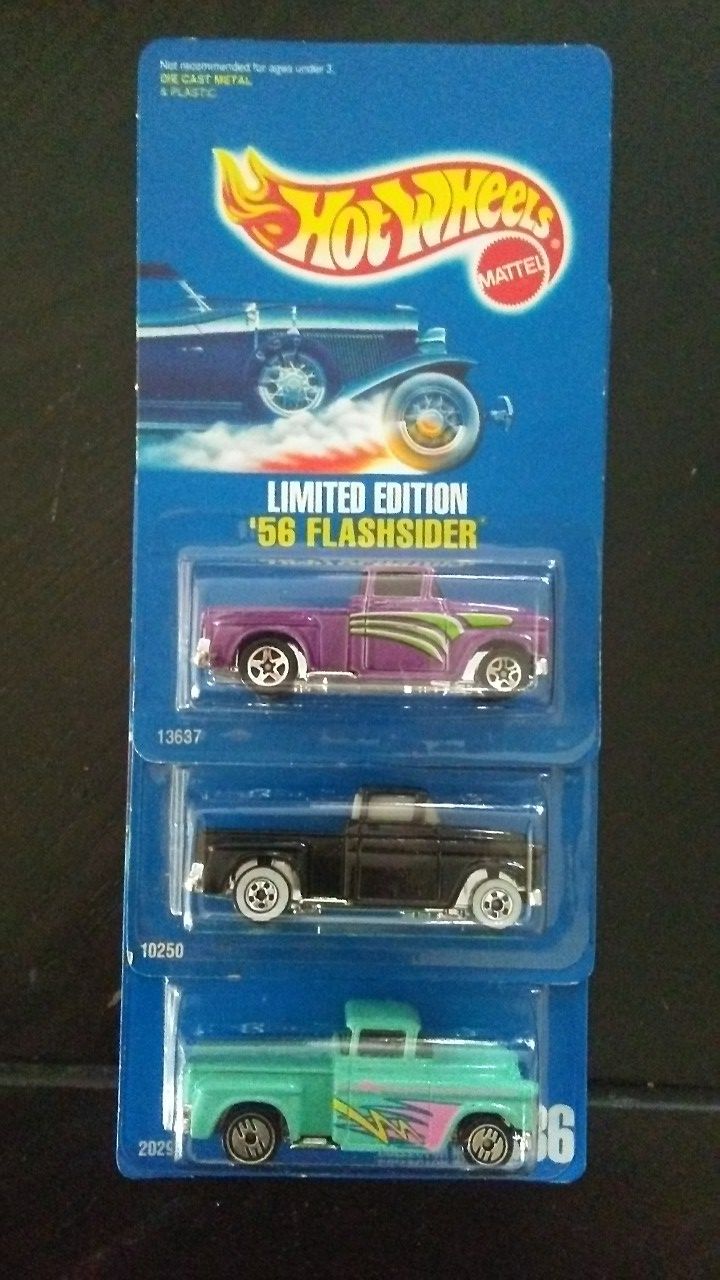 Not recommended for ages under 3.
DIE CAST METAL
& PLASTIC
HOT WHEELS
MATTEL
LIMITED EDITION
'56 FLASHSIDER
13637
10250
2029
36